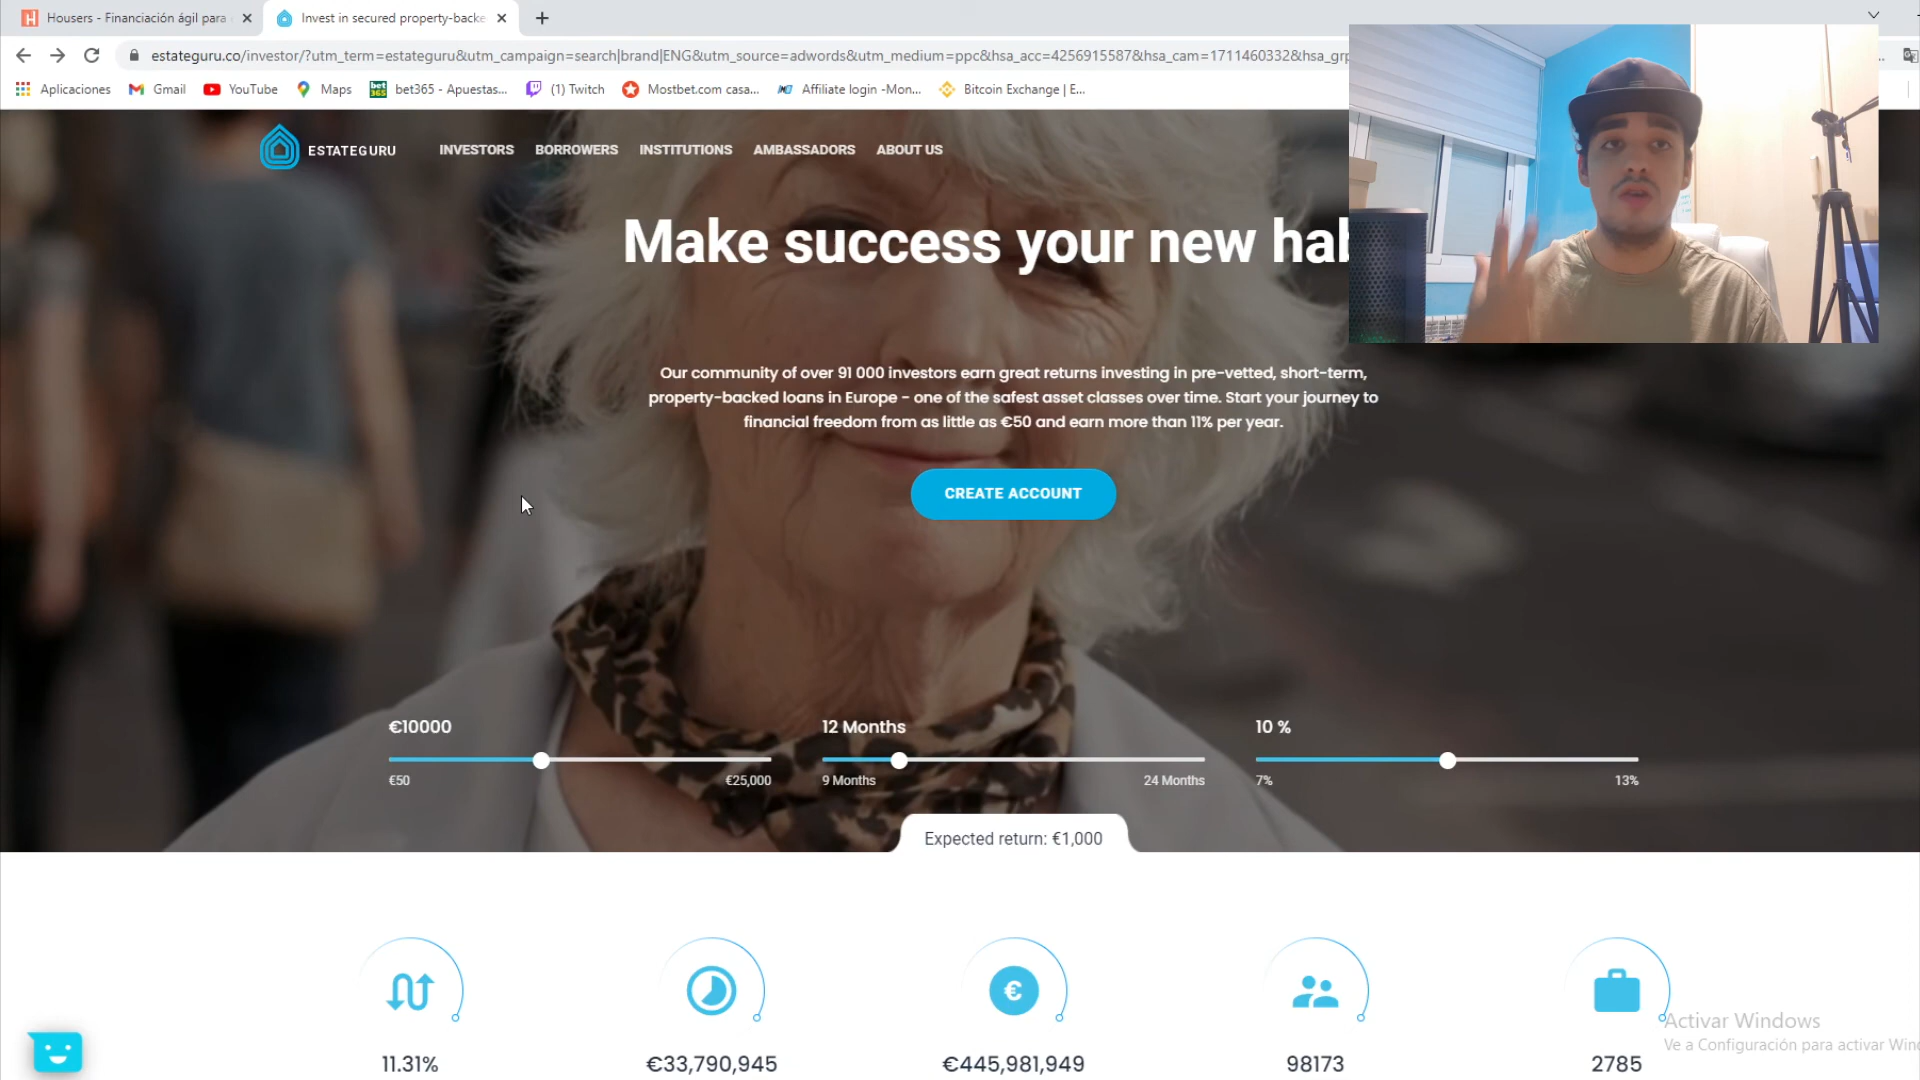 Housers - Financiación ágil para
Invest in secured property-backe
estateguru.co/investor/?utm_term=estateguru&utm_campaign=search|brand|ENG&utm_source=adwords&utm_medium=ppc&hsa_acc=4256915587&hsa_cam=1711460332&hsa_grp
Aplicaciones
Gmail
YouTube
Maps
bet365
bet365 - Apuestas...
(1) Twitch
Mostbet.com casa...
Affiliate login -Mon...
Bitcoin Exchange | E...
ESTATEGURU
INVESTORS
BORROWERS
INSTITUTIONS
AMBASSADORS
ABOUT US
Make success your new hab
Our community of over 91 000 investors earn great returns investing in pre-vetted, short-term,
property-backed loans in Europe - one of the safest asset classes over time. Start your journey to
financial freedom from as little as €50 and earn more than 11% per year.
CREATE ACCOUNT
€10000
12 Months
10 %
€50
€25,000
9 Months
24 Months
7%
13%
Expected return: €1,000
€
11.31%
€33,790,945
€445,981,949
98173
2785
Activar Windows
Ve a Configuración para activar Win